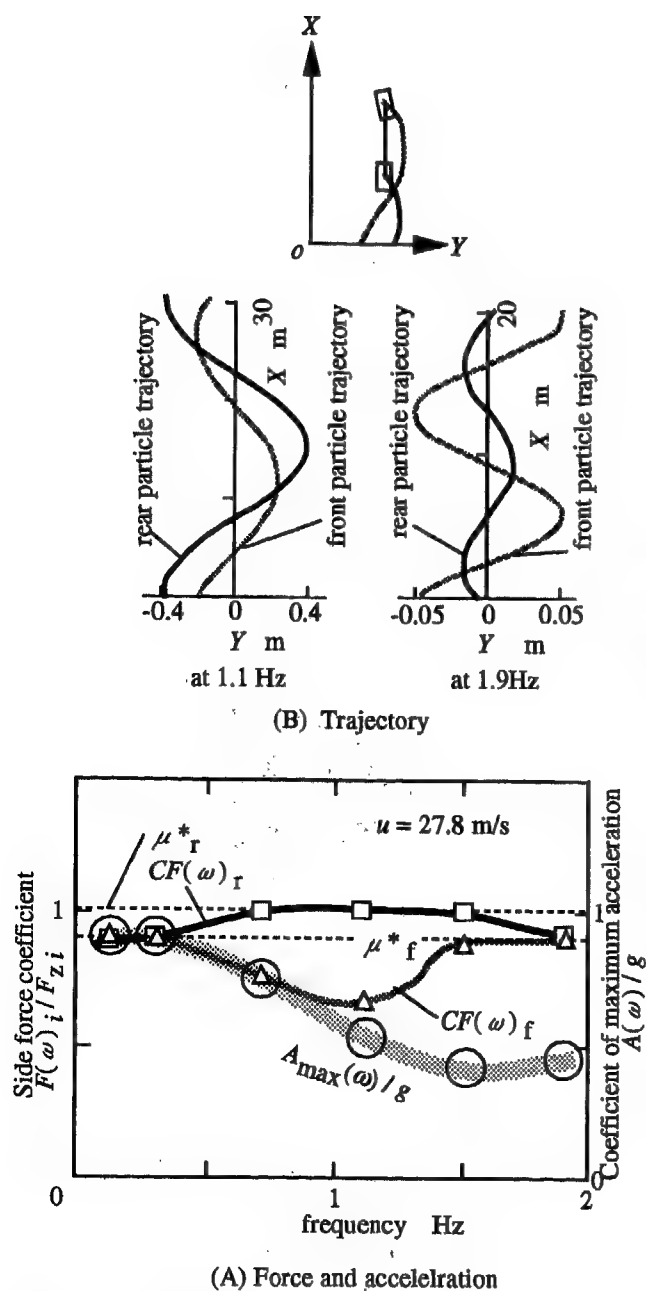 X
o
Y
30
X m
rear particle trajectory
front particle trajectory
-0.4 0 0.4
Y m
at 1.1 Hz
20
X m
rear particle trajectory
front particle trajectory
-0.05 0 0.05
Y m
at 1.9Hz
(B) Trajectory
u = 27.8 m/s
μ*r
CF(ω)r
μ*f
CF(ω)f
Amax(ω)/g
Side force coefficient
F(ω)i/Fzi
1
Coefficient of maximum acceleration
A(ω)/g
1
0
0
1
2
frequency Hz
(A) Force and accelelration